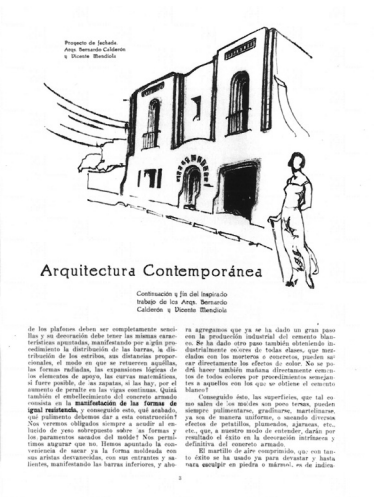 Proyecto de fachada.
Arqs. Bernardo Calderón
y Vicente Mendiola
Arquitectura Contemporánea
Continuación y fin del inspirado
trabajo de los Arqs. Bernardo
Calderón y Vicente Mendiola
de los plafones deben ser completamente senci-
llas y su decoración debe tener las mismas carac-
terísticas apuntadas, manifestando por algún pro-
cedimiento la distribución de las barras, la dis-
tribución de los estribos, sus distancias propor-
cionales, el modo en que se retuercen aquéllas,
las formas radiadas, las expansiones lógicas de
los elementos de apoyo, las curvas matemáticas,
si fuere posible, de las zapatas, si las hay, por el
aumento de peralte en las vigas continuas. Quizá
también el embellecimiento del concreto armado
consista en la manifestación de las formas de
igual resistencia, y conseguido esto, qué acabado,
qué pulimento debemos dar a esta construcción?
Nos veremos obligados siempre a acudir al en-
lucido de yeso sobrepuesto sobre las formas y
los paramentos sacados del molde? Nos permi-
timos augurar que no. Hemos apuntado la con-
veniencia de sacar ya la forma moldeada con
sus aristas desvanecidas, con sus entrantes y sa-
lientes, manifestando las barras inferiores, y aho-
ra agregamos que ya se ha dado un gran paso
con la producción industrial del cemento blan-
co. Se ha dado otro paso también obteniendo in-
dustrialmente colores de todas clases, que mez-
clados con los morteros o concretos, pueden sa-
car directamente los efectos de color. No se po-
drá hacer también mañana directamente cemen-
tos de todos colores por procedimientos semejan-
tes a aquellos con los que se obtiene el cemento
blanco?
Conseguido éste, las superficies, que tal co-
mo salen de los moldes son poco tersas, pueden
siempre pulimentarse, gradinarse, martelinarse,
ya sea de manera uniforme, o sacando diversos
efectos de petatillos, plumeados, ajaracas, etc.,
etc., que, a nuestro modo de entender, darán por
resultado el éxito en la decoración intrínseca y
definitiva del concreto armado.
El martillo de aire comprimido, que con tan-
to éxito se ha usado ya para devastar y hasta
para esculpir en piedra o mármol, es de indica-